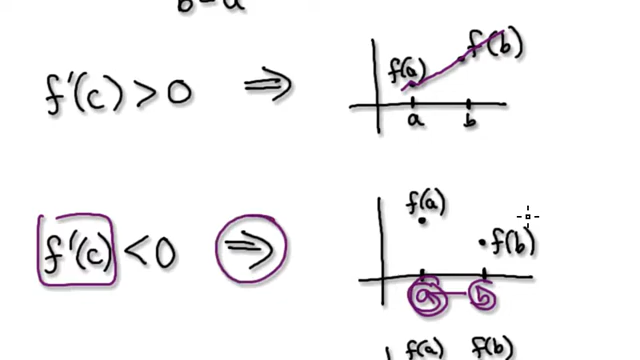 b - a
f'(c) > 0 ⇒
f(a) f(b)
a b
f'(c) < 0 ⇒
f(a)
f(b)
a b
f(a) f(b)